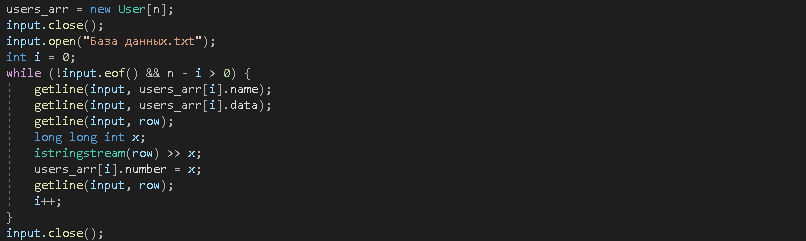 users_arr = new User[n];
input.close();
input.open("База данных.txt");
int i = 0;
while (!input.eof() && n - i > 0) {
getline(input, users_arr[i].name);
getline(input, users_arr[i].data);
getline(input, row);
long long int x;
istringstream(row) >> x;
users_arr[i].number = x;
getline(input, row);
i++;
}
input.close();